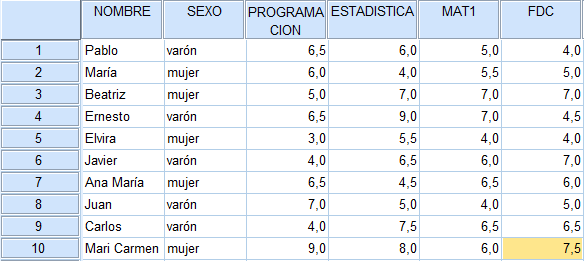 NOMBRE SEXO PROGRAMA ESTADISTICA MAT1 FDC
CION
1 Pablo varón 6,5 6,0 5,0 4,0
2 María mujer 6,0 4,0 5,5 5,0
3 Beatriz mujer 5,0 7,0 7,0 7,0
4 Ernesto varón 6,5 9,0 7,0 4,5
5 Elvira mujer 3,0 5,5 4,0 4,0
6 Javier varón 4,0 6,5 6,0 7,0
7 Ana María mujer 6,5 4,5 6,5 6,0
8 Juan varón 7,0 5,0 4,0 5,0
9 Carlos varón 4,0 7,5 6,5 6,5
10 Mari Carmen mujer 9,0 8,0 6,0 7,5